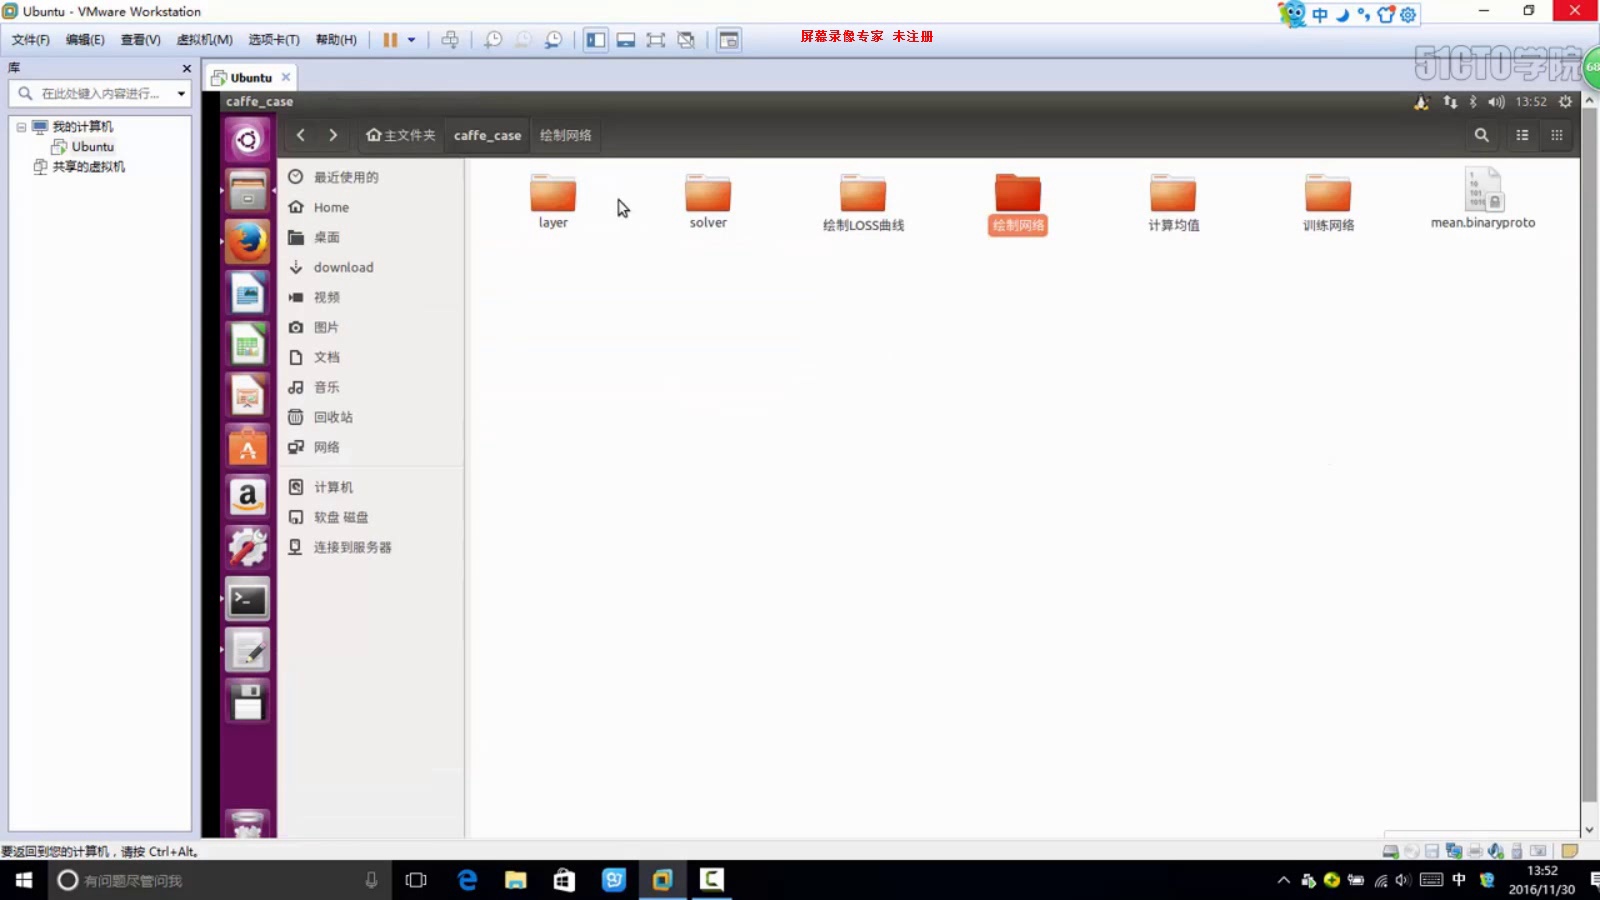 Ubuntu - VMware Workstation
中
文件(F) 编辑(E) 查看(V) 虚拟机(M) 选项卡(T) 帮助(H)
屏幕录像专家 未注册
51CTO学院
68
库
Ubuntu
在此处键入内容进行...
caffe_case
13:52
我的计算机
Ubuntu
共享的虚拟机
主文件夹 caffe_case 绘制网络
最近使用的
Home
桌面
download
视频
图片
文档
音乐
回收站
网络
计算机
软盘 磁盘
连接到服务器
layer
solver
绘制LOSS曲线
绘制网络
计算均值
训练网络
mean.binaryproto
要返回到您的计算机，请按 Ctrl+Alt。
有问题尽管问我
中
13:52
2016/11/30